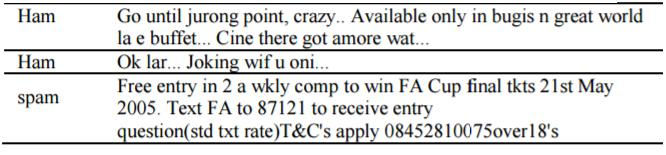 Ham Go until jurong point, crazy.. Available only in bugis n great world
la e buffet... Cine there got amore wat...
Ham Ok lar... Joking wif u oni...
spam Free entry in 2 a wkly comp to win FA Cup final tkts 21st May
2005. Text FA to 87121 to receive entry
question(std txt rate)T&C's apply 08452810075over18's